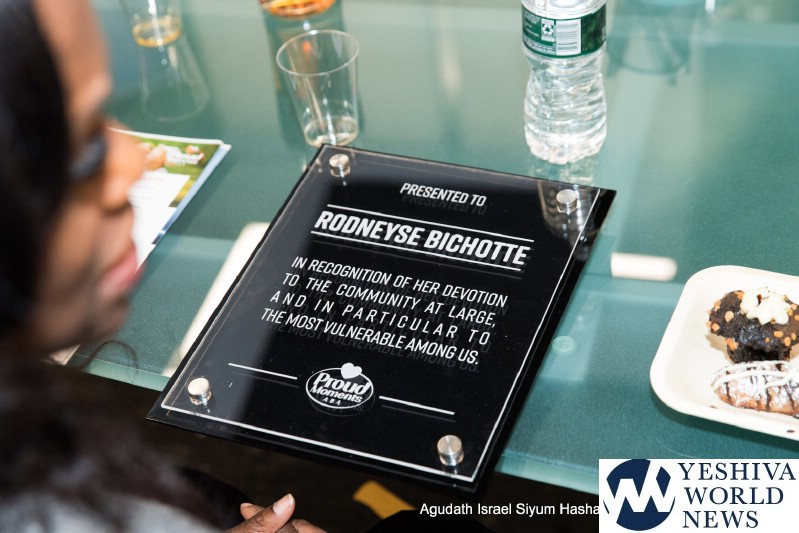 PRESENTED TO
RODNEYSE BICHOTTE
IN RECOGNITION OF HER DEVOTION
TO THE COMMUNITY AT LARGE,
AND IN PARTICULAR TO
THE MOST VULNERABLE AMONG US.
Proud
Moments
ABA
Agudath Israel Siyum Hasha
YESHIVA
WORLD
NEWS